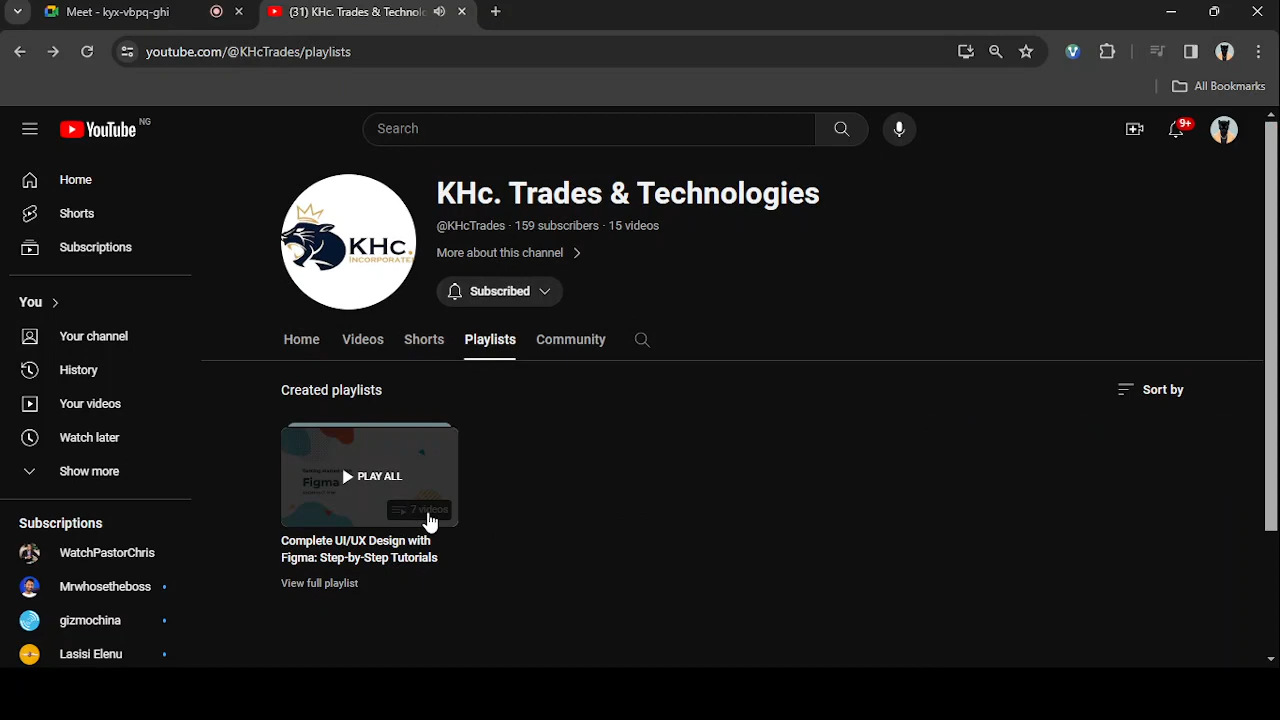 Meet - kyx-vbpq-ghi
(31) KHc. Trades & Technolo
youtube.com/@KHcTrades/playlists
All Bookmarks
YouTube NG
Search
9+
Home
Shorts
Subscriptions
You
Your channel
History
Your videos
Watch later
Show more
Subscriptions
WatchPastorChris
Mrwhosetheboss
gizmochina
Lasisi Elenu
KHc.
INCORPORATE
KHc. Trades & Technologies
@KHcTrades · 159 subscribers · 15 videos
More about this channel
Subscribed
Home Videos Shorts Playlists Community
Created playlists
Sort by
Figma
PLAY ALL
7 videos
Complete UI/UX Design with
Figma: Step-by-Step Tutorials
View full playlist